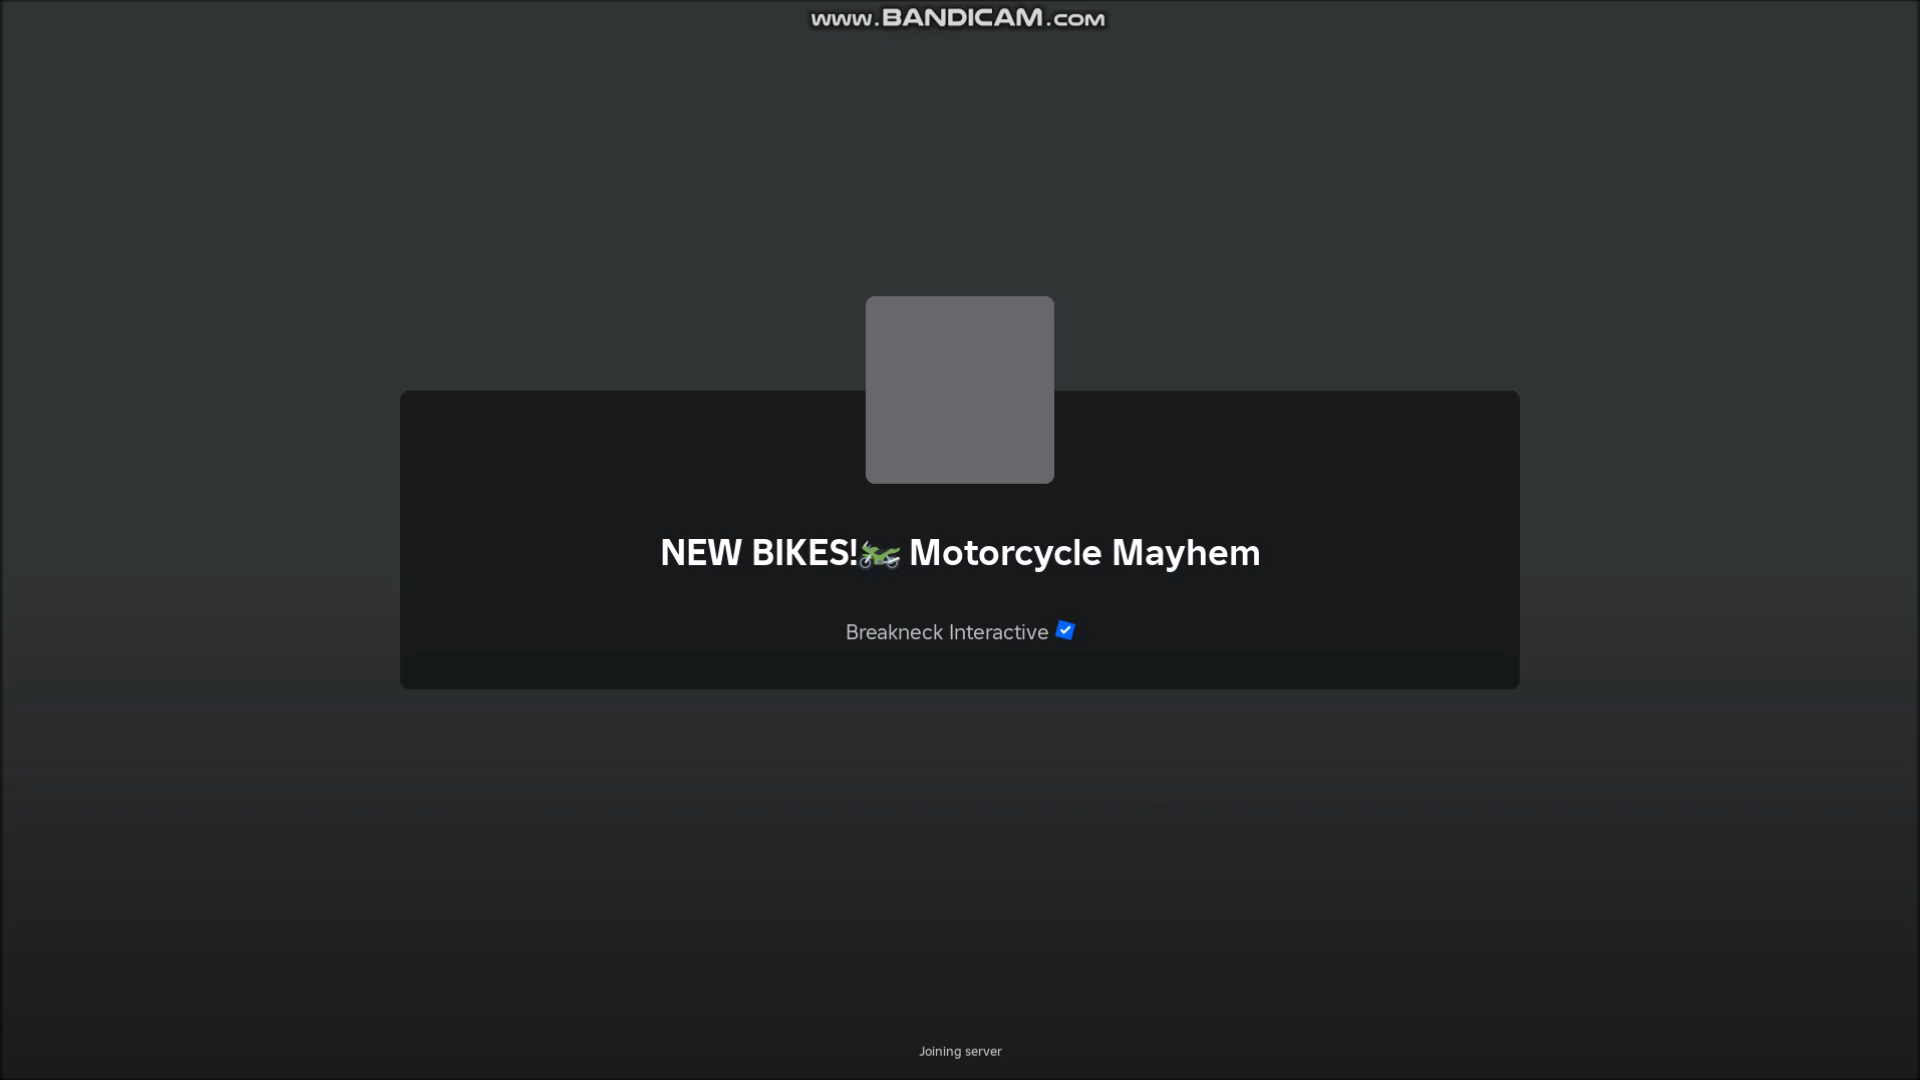 www.BANDICAM.com
NEW BIKES!🏍 Motorcycle Mayhem
Breakneck Interactive
Joining server